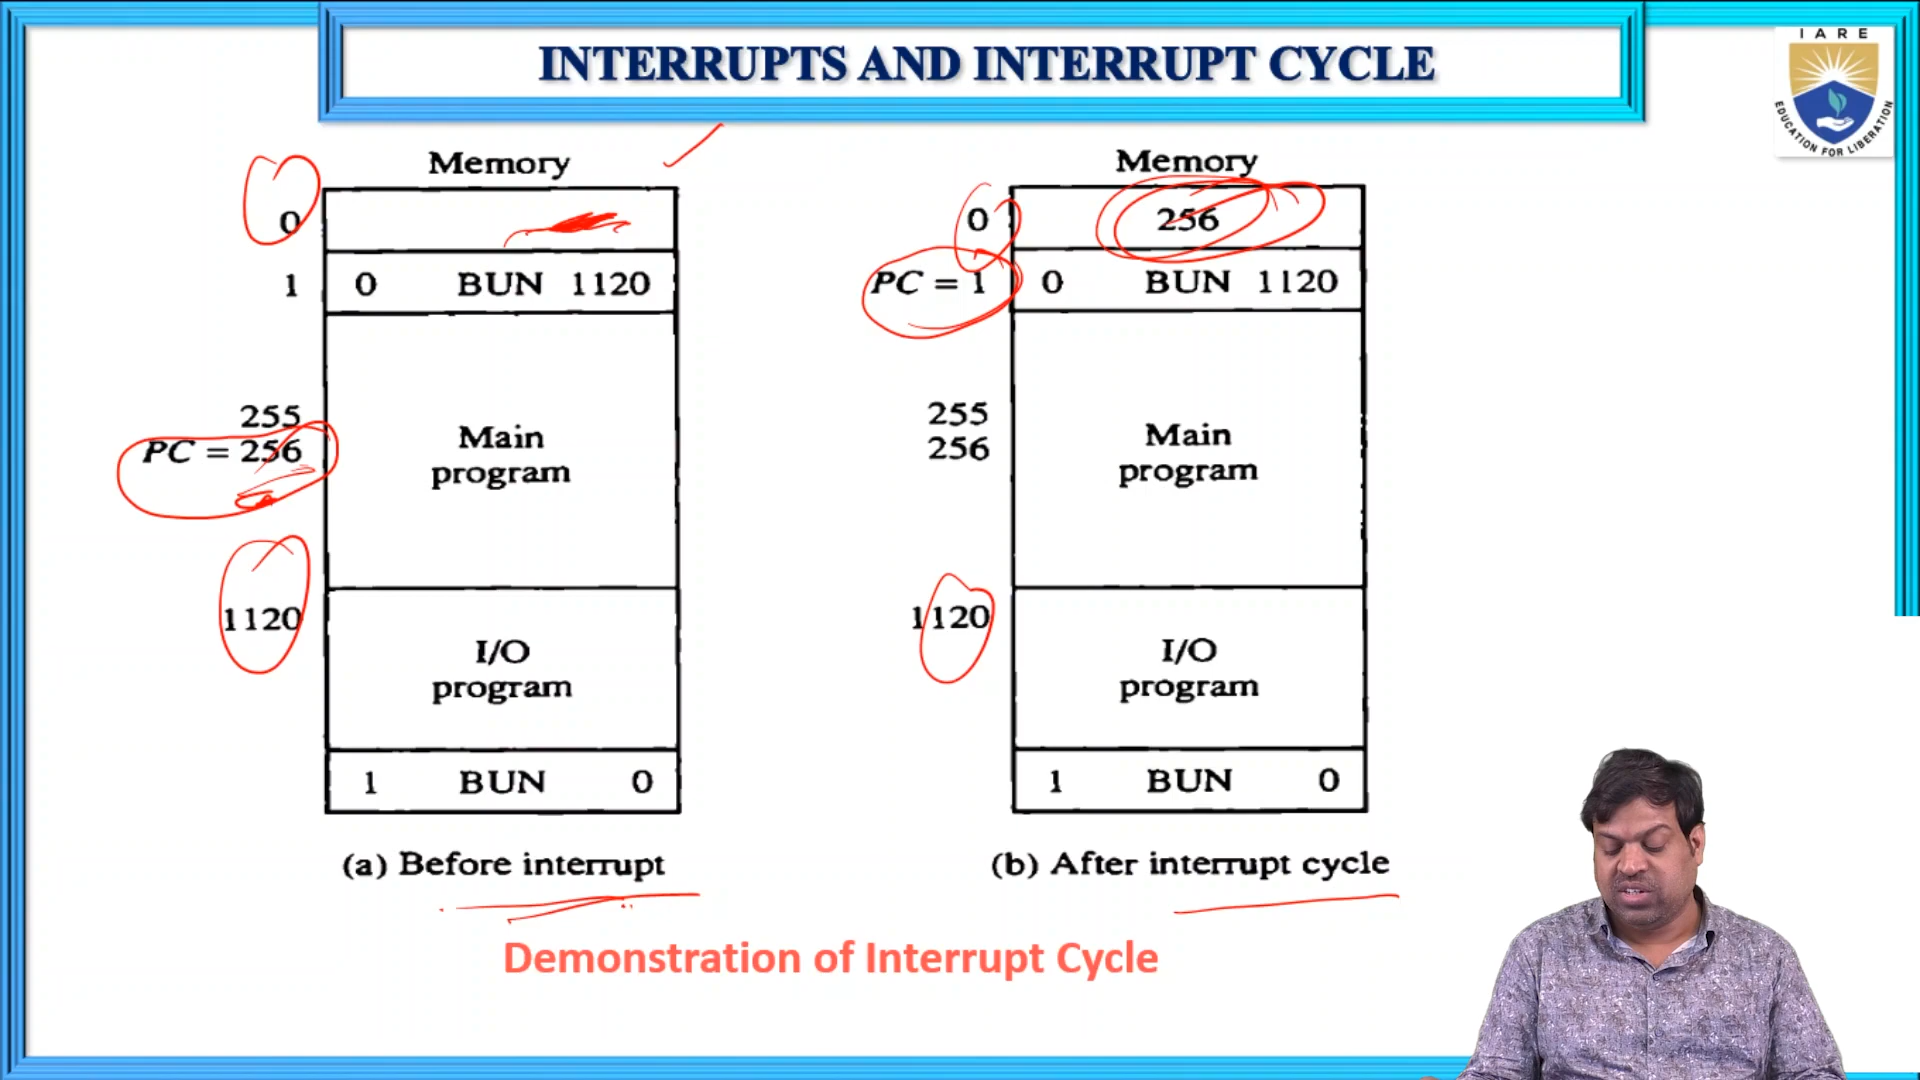 INTERRUPTS AND INTERRUPT CYCLE
IARE
EDUCATION FOR LIBERATION
Memory
0
1 0 BUN 1120
255
PC = 256
Main
program
1120
I/O
program
1 BUN 0
(a) Before interrupt
Memory
0 256
PC = 1 0 BUN 1120
255
256
Main
program
1120
I/O
program
1 BUN 0
(b) After interrupt cycle
Demonstration of Interrupt Cycle